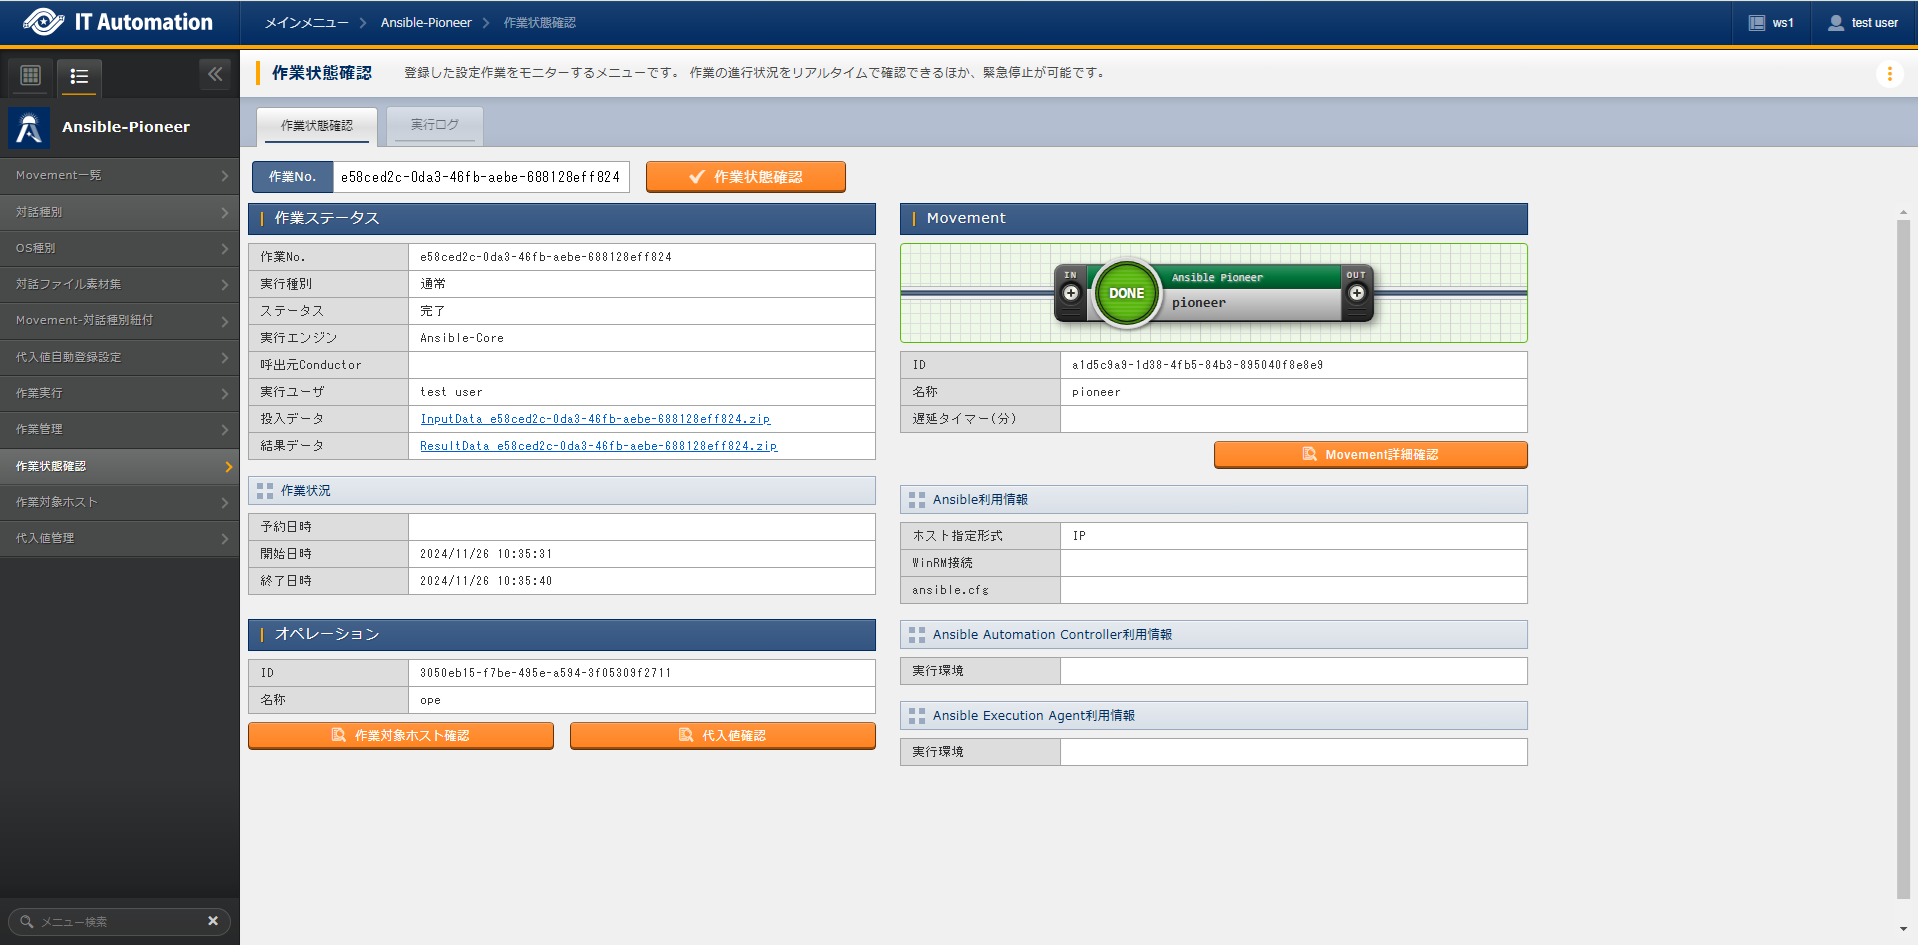 IT Automation
メインメニュー
Ansible-Pioneer
作業状態確認
ws1
test user
Ansible-Pioneer
Movement一覧
対話種別
OS種別
対話ファイル素材集
Movement-対話種別紐付
代入値自動登録設定
作業実行
作業管理
作業状態確認
作業対象ホスト
代入値管理
メニュー検索
作業状態確認
登録した設定作業をモニターするメニューです。 作業の進行状況をリアルタイムで確認できるほか、緊急停止が可能です。
作業状態確認
実行ログ
作業No.
e58ced2c-0da3-46fb-aebe-688128eff824
作業状態確認
作業ステータス
作業No. e58ced2c-0da3-46fb-aebe-688128eff824
実行種別 通常
ステータス 完了
実行エンジン Ansible-Core
呼出元Conductor
実行ユーザ test user
投入データ InputData_e58ced2c-0da3-46fb-aebe-688128eff824.zip
結果データ ResultData_e58ced2c-0da3-46fb-aebe-688128eff824.zip
作業状況
予約日時
開始日時 2024/11/26 10:35:31
終了日時 2024/11/26 10:35:40
オペレーション
ID 3050eb15-f7be-495e-a594-3f05309f2711
名称 ope
作業対象ホスト確認
代入値確認
Movement
IN
DONE
Ansible Pioneer
pioneer
OUT
ID a1d5c9a9-1d38-4fb5-84b3-895040f8e8e9
名称 pioneer
遅延タイマー(分)
Movement詳細確認
Ansible利用情報
ホスト指定形式 IP
WinRM接続
ansible.cfg
Ansible Automation Controller利用情報
実行環境
Ansible Execution Agent利用情報
実行環境